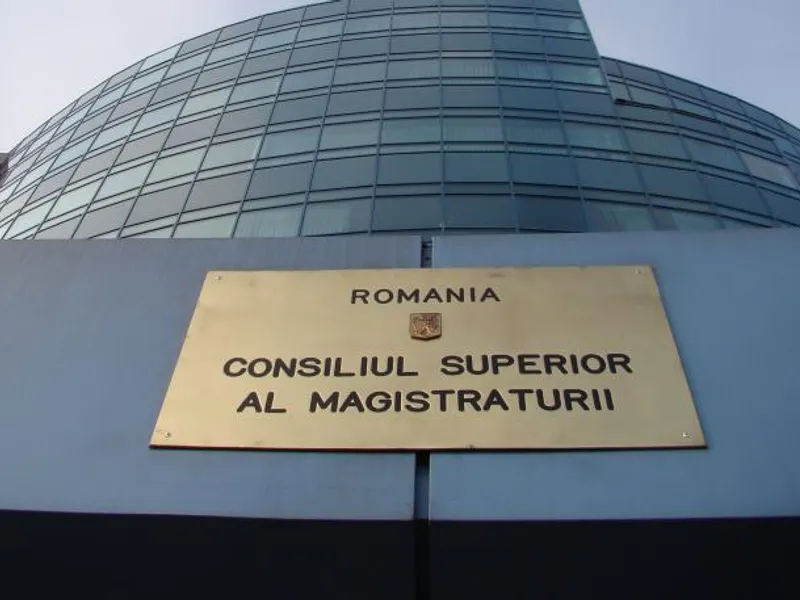 ROMANIA
CONSILIUL SUPERIOR
AL MAGISTRATURII